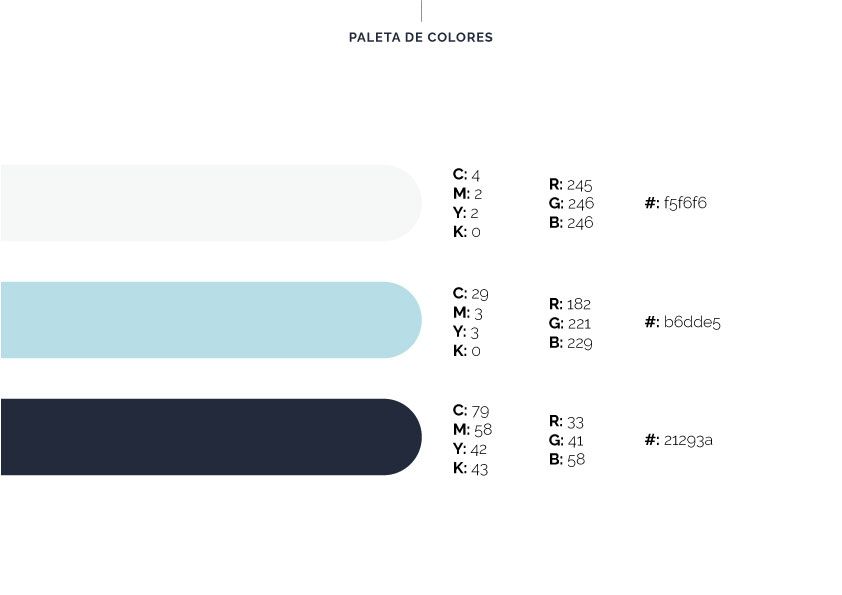 PALETA DE COLORES
C: 4
M: 2
Y: 2
K: 0
R: 245
G: 246
B: 246
#: f5f6f6
C: 29
M: 3
Y: 3
K: 0
R: 182
G: 221
B: 229
#: b6dde5
C: 79
M: 58
Y: 42
K: 43
R: 33
G: 41
B: 58
#: 21293a